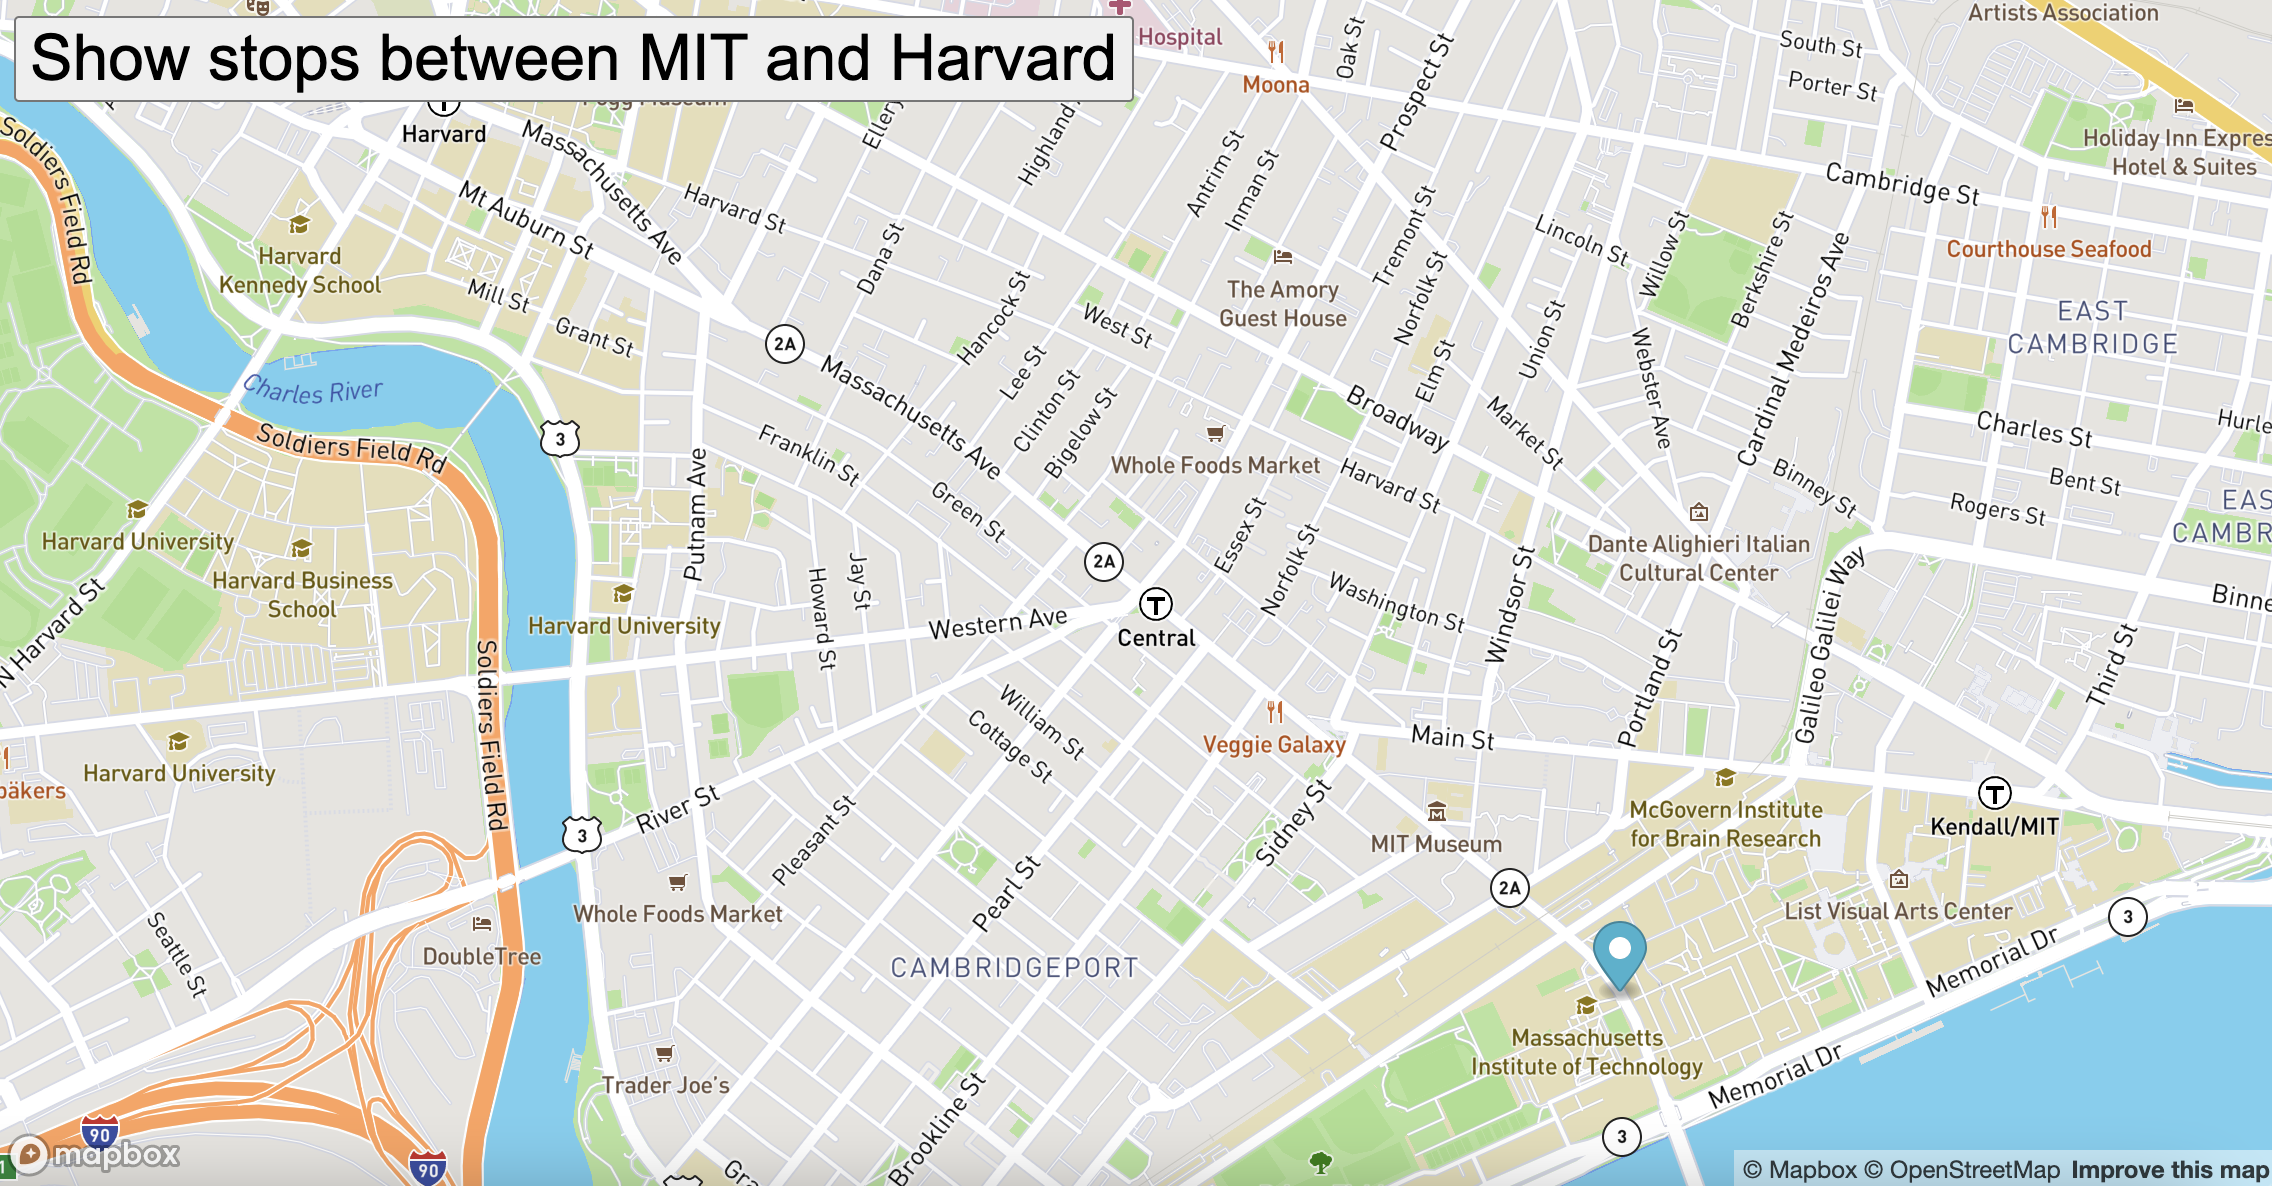 Show stops between MIT and Harvard
Artists Association
Hospital
Moona
Oak St
Prospect St
South St
Porter St
Holiday Inn Expres
Hotel & Suites
Harvard
Soldiers Field Rd
Massachusetts Ave
Ellery
Highland
Antrim St
Inman St
Cambridge St
Courthouse Seafood
Mt Auburn St
Harvard St
Dana St
Tremont St
Lincoln St
Willow St
Berkshire St
Harvard
Kennedy School
Mill St
Grant St
Hancock St
West St
The Amory
Guest House
Norfolk St
Union St
Webster Ave
Cardinal Medeiros Ave
EAST
CAMBRIDGE
2A
Massachusetts Ave
Lee St
Clinton St
Bigelow St
Elm St
Broadway
Market St
Charles River
Soldiers Field Rd
3
Franklin St
Green St
Whole Foods Market
Harvard St
Charles St
Hurle
Binney St
Bent St
Rogers St
EAS
CAMBR
Putnam Ave
Harvard University
Harvard Business
School
N Harvard St
Jay St
Howard St
2A
Essex St
Norfolk St
Washington St
Windsor St
Dante Alighieri Italian
Cultural Center
Galileo Galilei Way
Binne
Harvard University
Western Ave
Central
Portland St
Third St
Soldiers Field Rd
William St
Cottage St
Veggie Galaxy
Main St
Harvard University
päkers
River St
3
Pleasant St
Sidney St
MIT Museum
McGovern Institute
for Brain Research
Kendall/MIT
Whole Foods Market
Pearl St
2A
List Visual Arts Center
3
Memorial Dr
Seattle St
DoubleTree
CAMBRIDGEPORT
Massachusetts
Institute of Technology
Memorial Dr
Trader Joe's
Brookline St
90
90
3
mapbox
Gra
© Mapbox © OpenStreetMap Improve this map